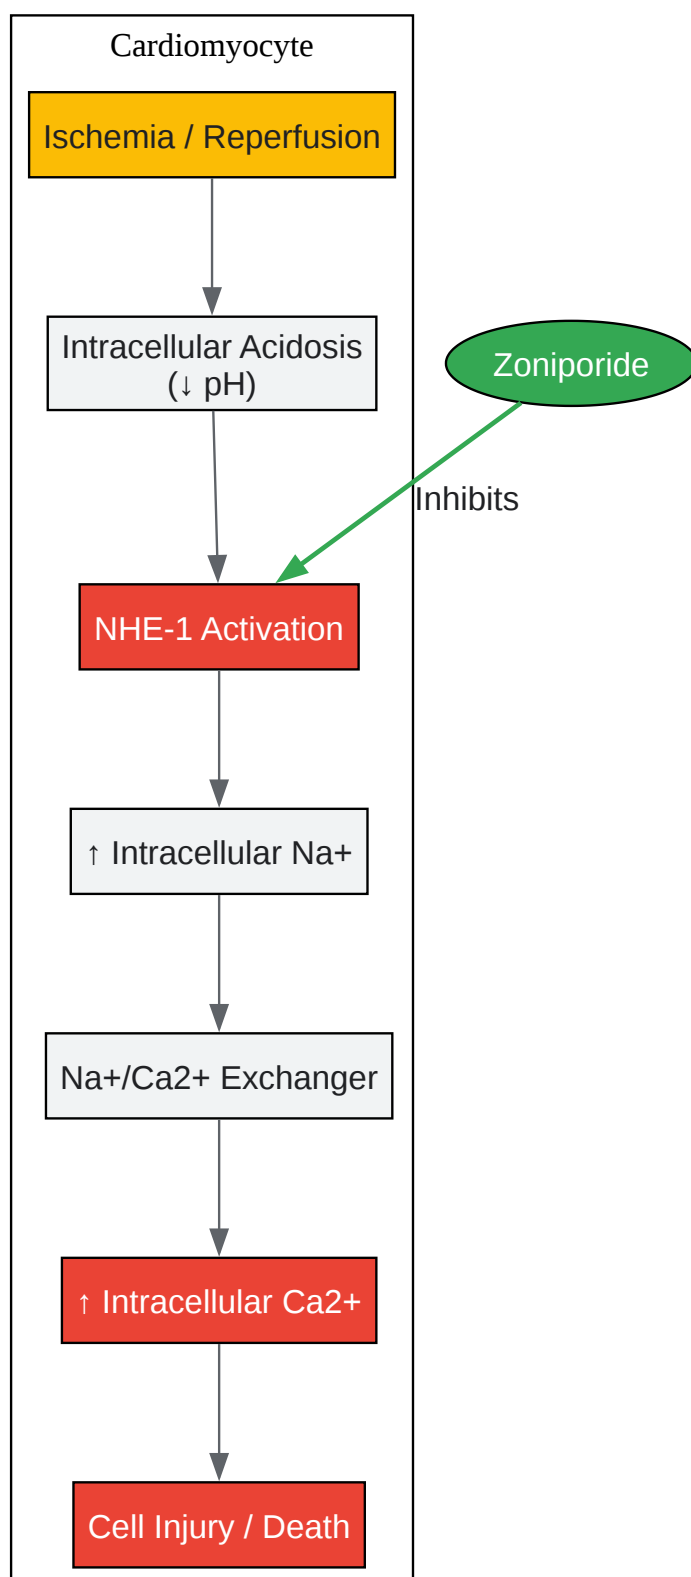 Cardiomyocyte
Ischemia / Reperfusion
Intracellular Acidosis
(↓ pH)
Zoniporide
Inhibits
NHE-1 Activation
↑ Intracellular Na+
Na+/Ca2+ Exchanger
↑ Intracellular Ca2+
Cell Injury / Death